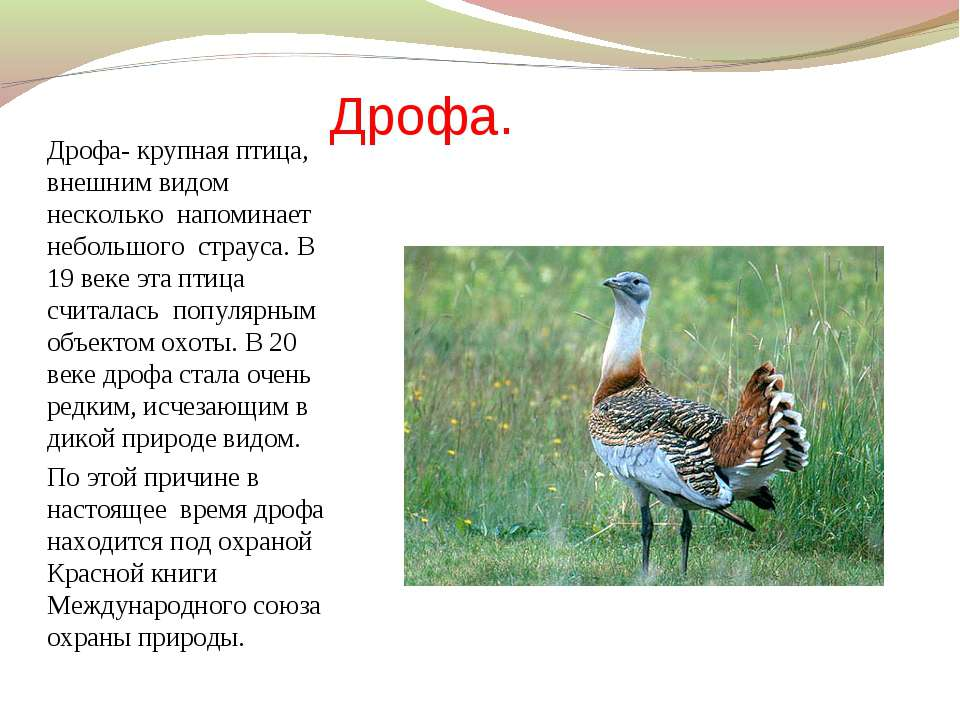 Дрофа.
Дрофа- крупная птица,
внешним видом
несколько напоминает
небольшого страуса. В
19 веке эта птица
считалась популярным
объектом охоты. В 20
веке дрофа стала очень
редким, исчезающим в
дикой природе видом.
По этой причине в
настоящее время дрофа
находится под охраной
Красной книги
Международного союза
охраны природы.